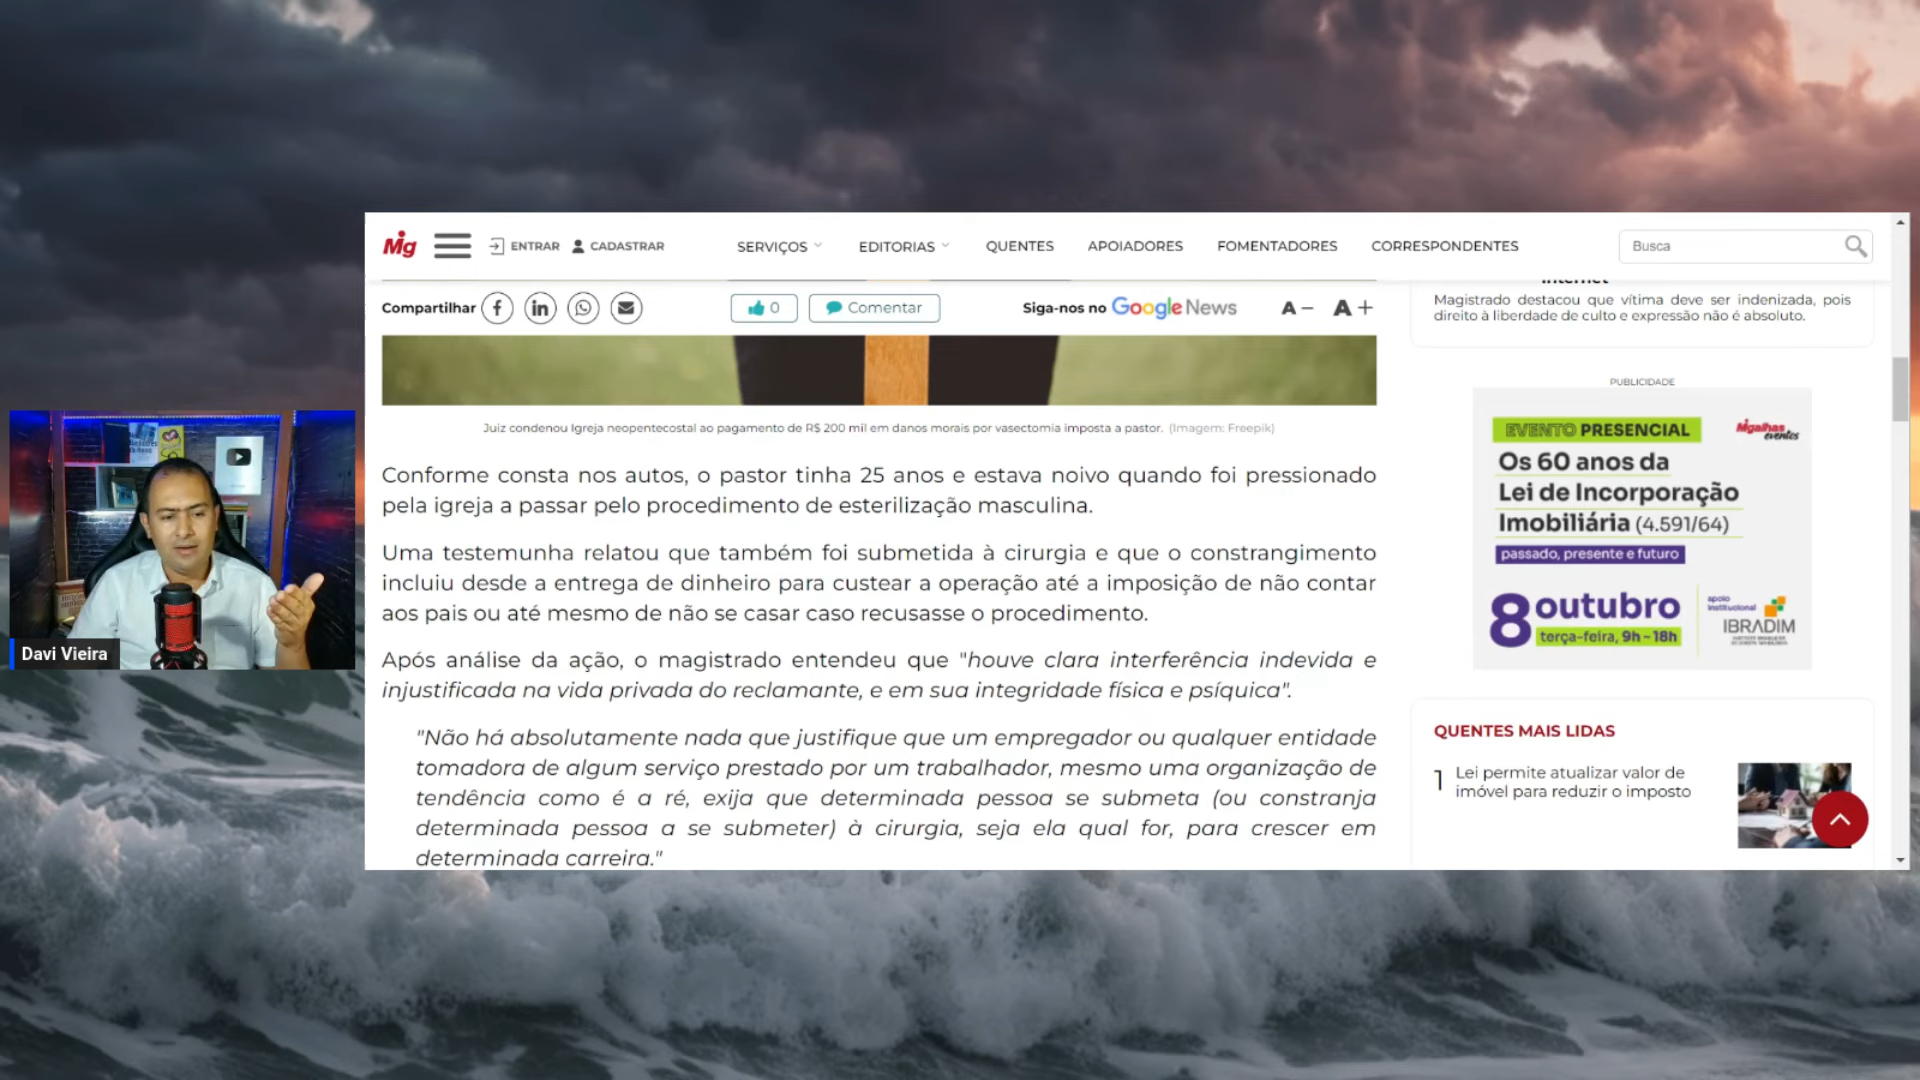 Mig
ENTRAR
CADASTRAR
SERVIÇOS
EDITORIAS
QUENTES
APOIADORES
FOMENTADORES
CORRESPONDENTES
Busca
Compartilhar
0
Comentar
Siga-nos no Google News
A −
A +
Juiz condenou Igreja neopentecostal ao pagamento de R$ 200 mil em danos morais por vasectomia imposta a pastor. (Imagem: Freepik)
Conforme consta nos autos, o pastor tinha 25 anos e estava noivo quando foi pressionado
pela igreja a passar pelo procedimento de esterilização masculina.
Uma testemunha relatou que também foi submetida à cirurgia e que o constrangimento
incluiu desde a entrega de dinheiro para custear a operação até a imposição de não contar
aos pais ou até mesmo de não se casar caso recusasse o procedimento.
Após análise da ação, o magistrado entendeu que "houve clara interferência indevida e
injustificada na vida privada do reclamante, e em sua integridade física e psíquica".
"Não há absolutamente nada que justifique que um empregador ou qualquer entidade
tomadora de algum serviço prestado por um trabalhador, mesmo uma organização de
tendência como é a ré, exija que determinada pessoa se submeta (ou constranja
determinada pessoa a se submeter) à cirurgia, seja ela qual for, para crescer em
determinada carreira."
internet
Magistrado destacou que vítima deve ser indenizada, pois
direito à liberdade de culto e expressão não é absoluto.
PUBLICIDADE
EVENTO PRESENCIAL
Migalhas
eventos
Os 60 anos da
Lei de Incorporação
Imobiliária (4.591/64)
passado, presente e futuro
8 outubro
terça-feira, 9h – 18h
apoio
institucional
IBRADIM
QUENTES MAIS LIDAS
1 Lei permite atualizar valor de
imóvel para reduzir o imposto
Davi Vieira